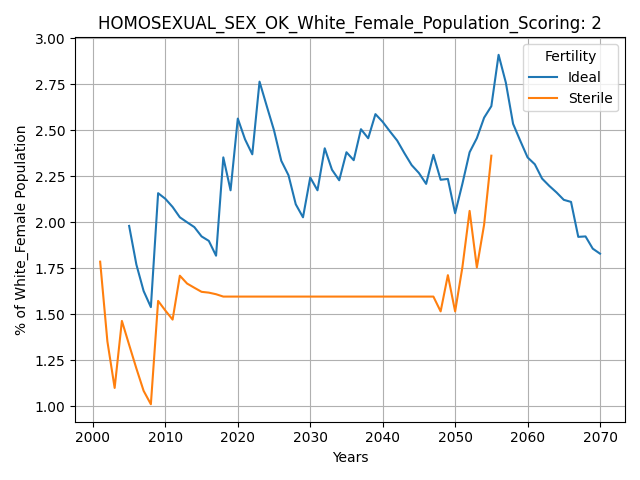 HOMOSEXUAL_SEX_OK_White_Female_Population_Scoring: 2
Fertility
Ideal
Sterile
% of White_Female Population
3.00
2.75
2.50
2.25
2.00
1.75
1.50
1.25
1.00
2000 2010 2020 2030 2040 2050 2060 2070
Years